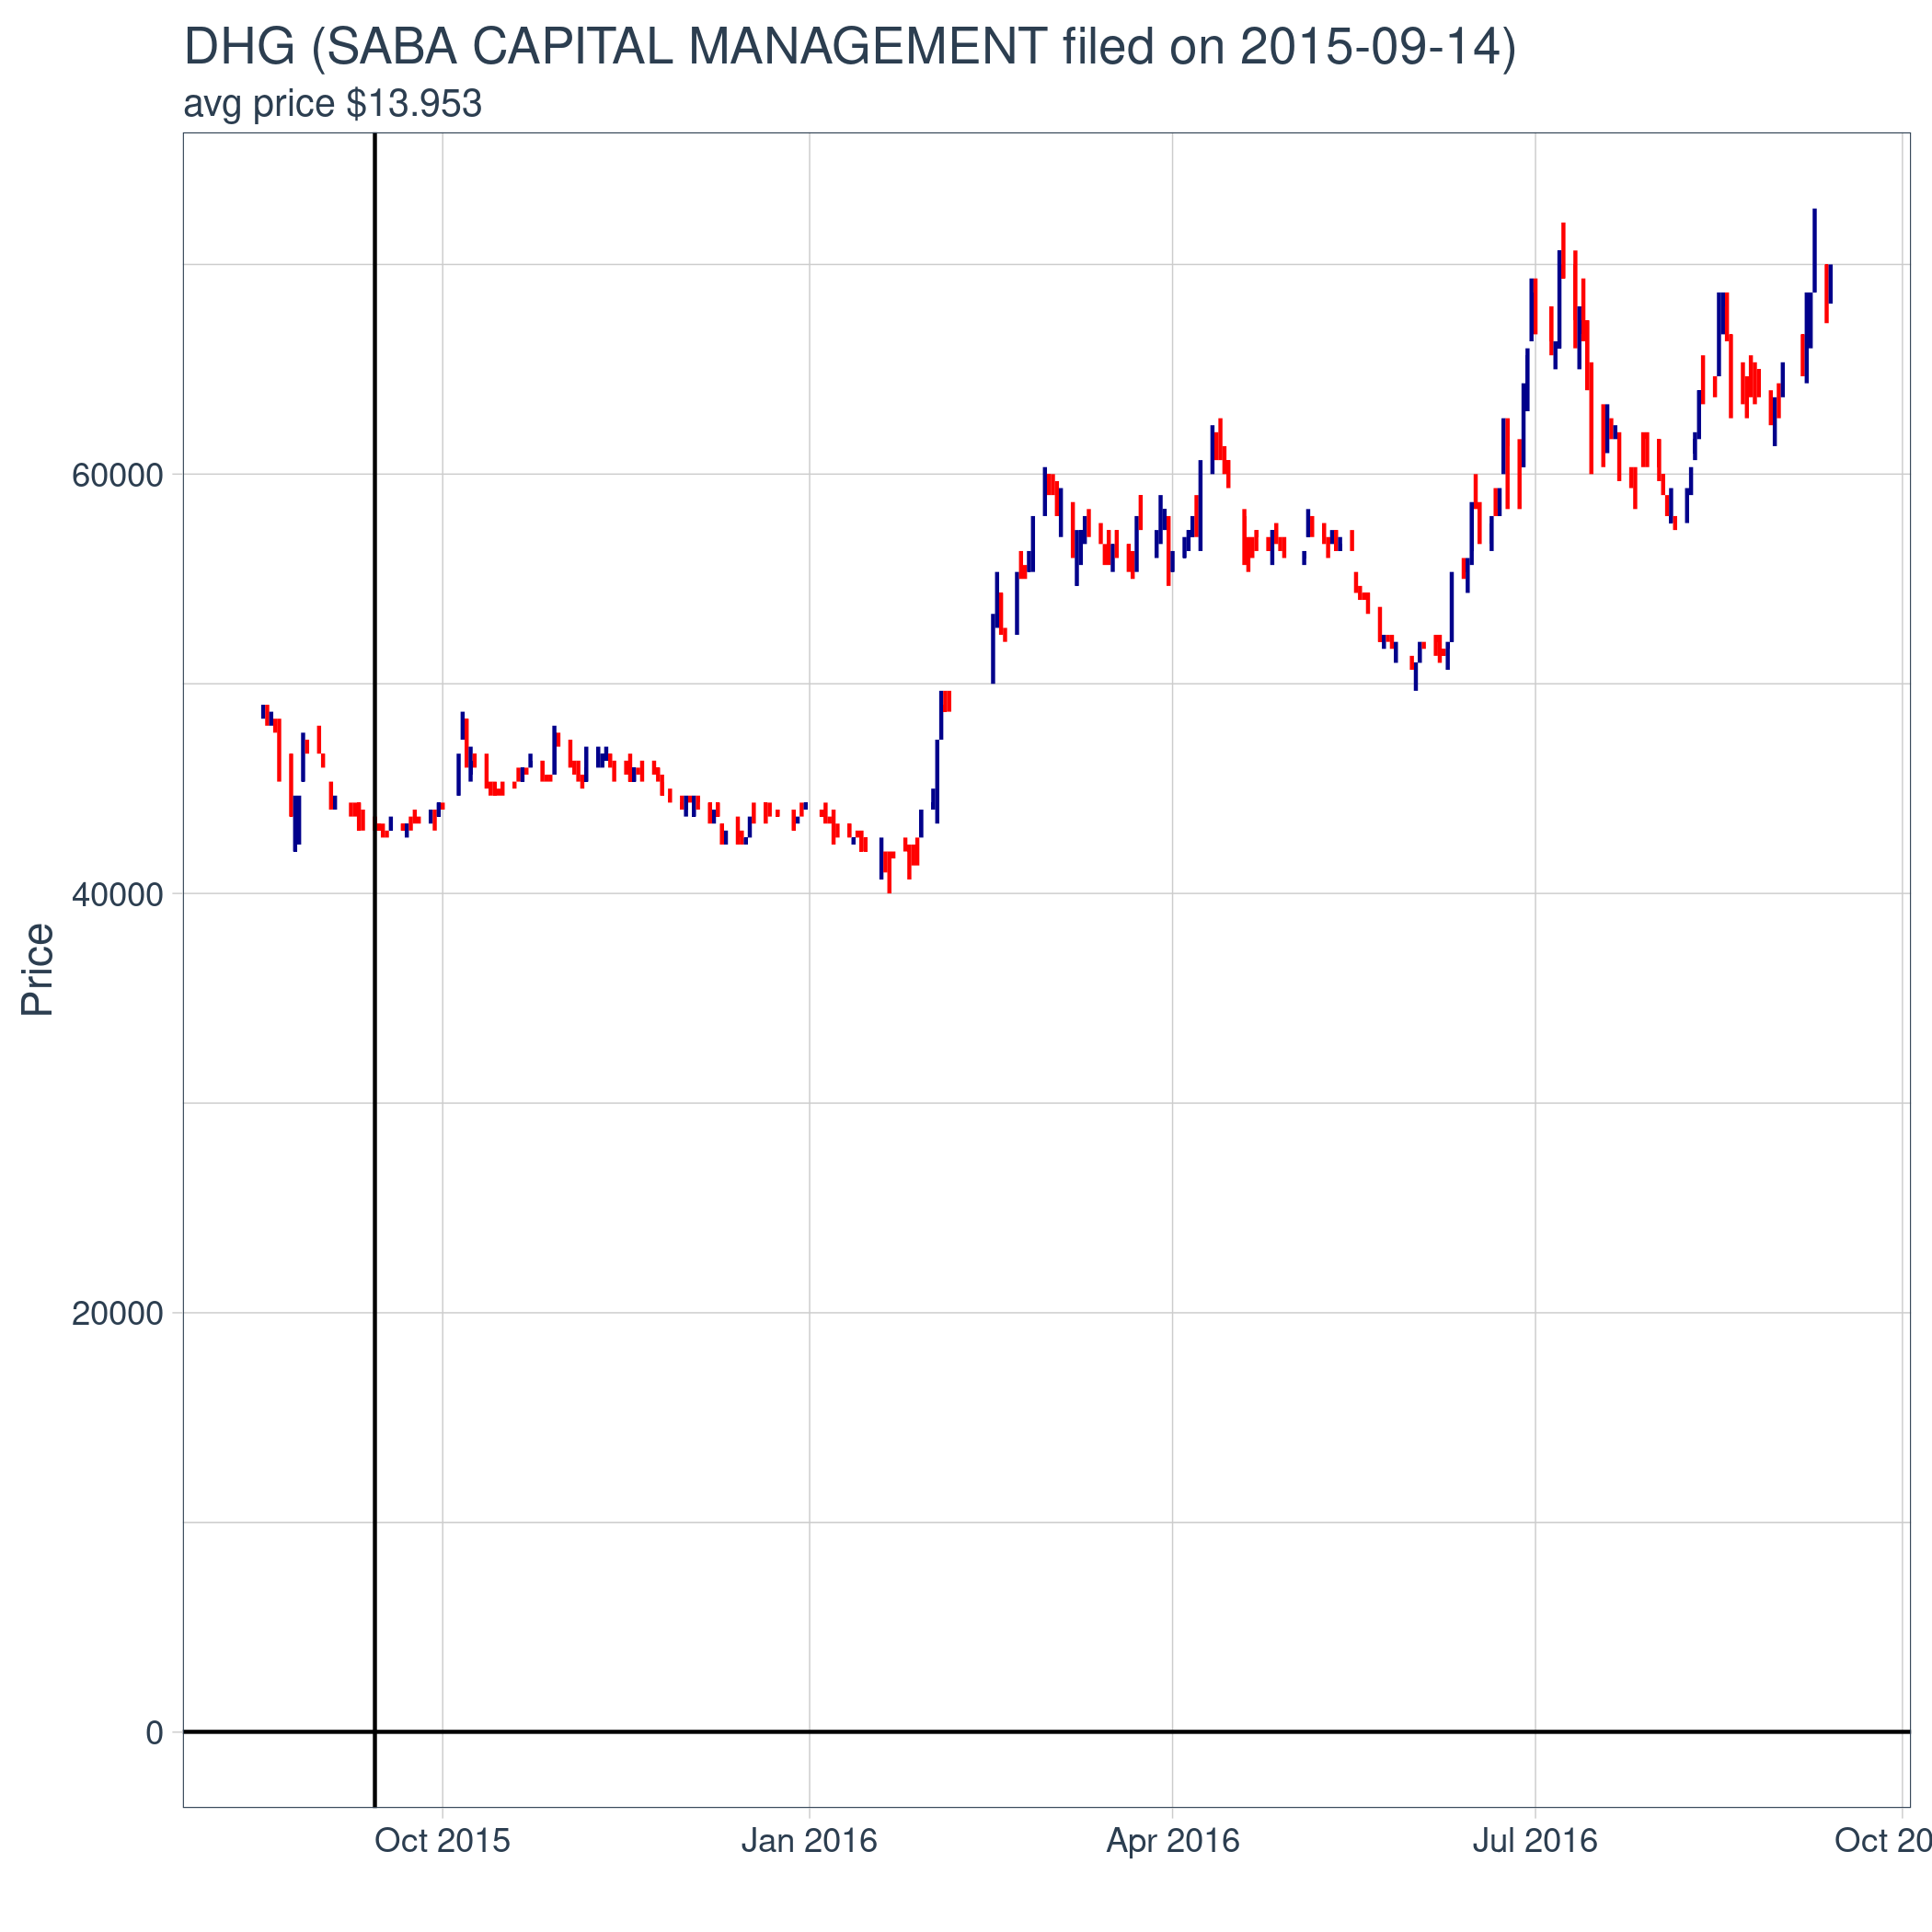 DHG (SABA CAPITAL MANAGEMENT filed on 2015-09-14)
avg price $13.953
60000
40000
Price
20000
0
Oct 2015 Jan 2016 Apr 2016 Jul 2016 Oct 20